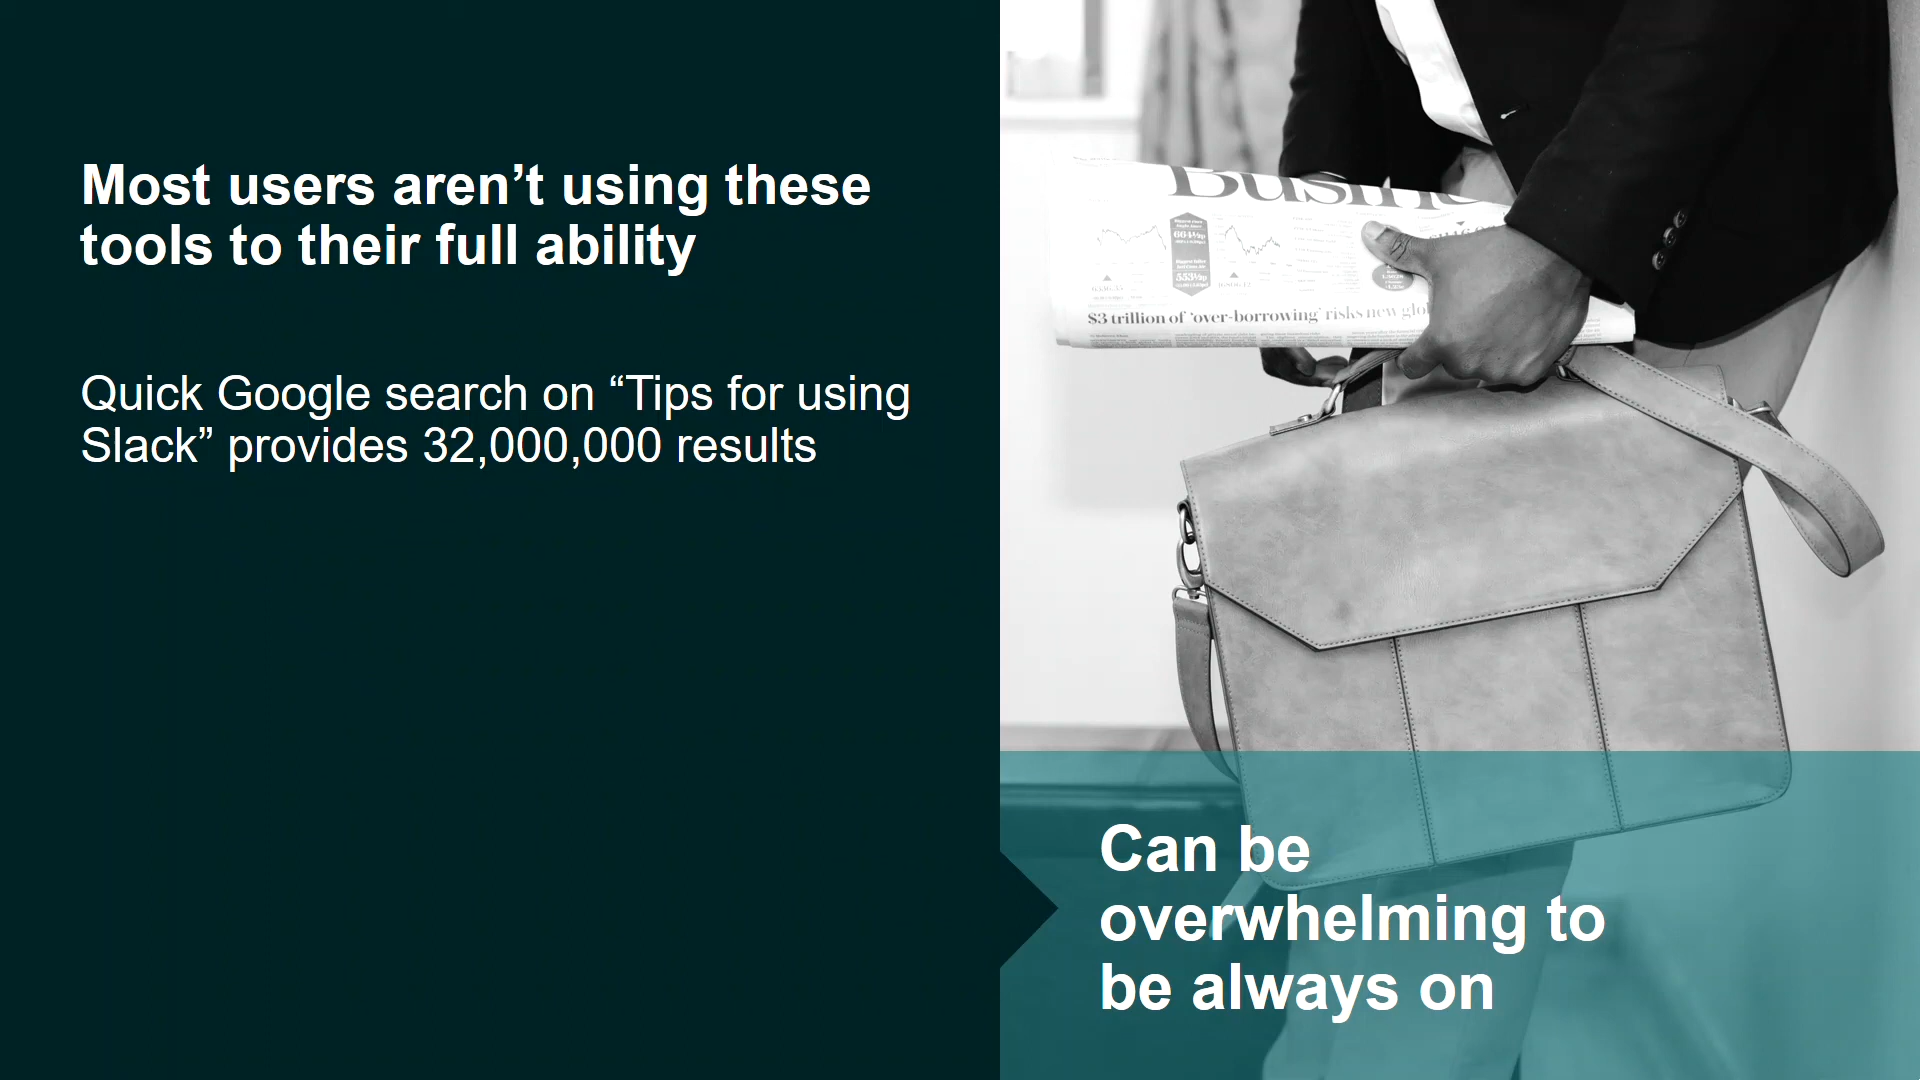 Most users aren’t using these
tools to their full ability
Quick Google search on “Tips for using
Slack” provides 32,000,000 results
$3 trillion of ‘over-borrowing’ risks new glo
Can be
overwhelming to
be always on